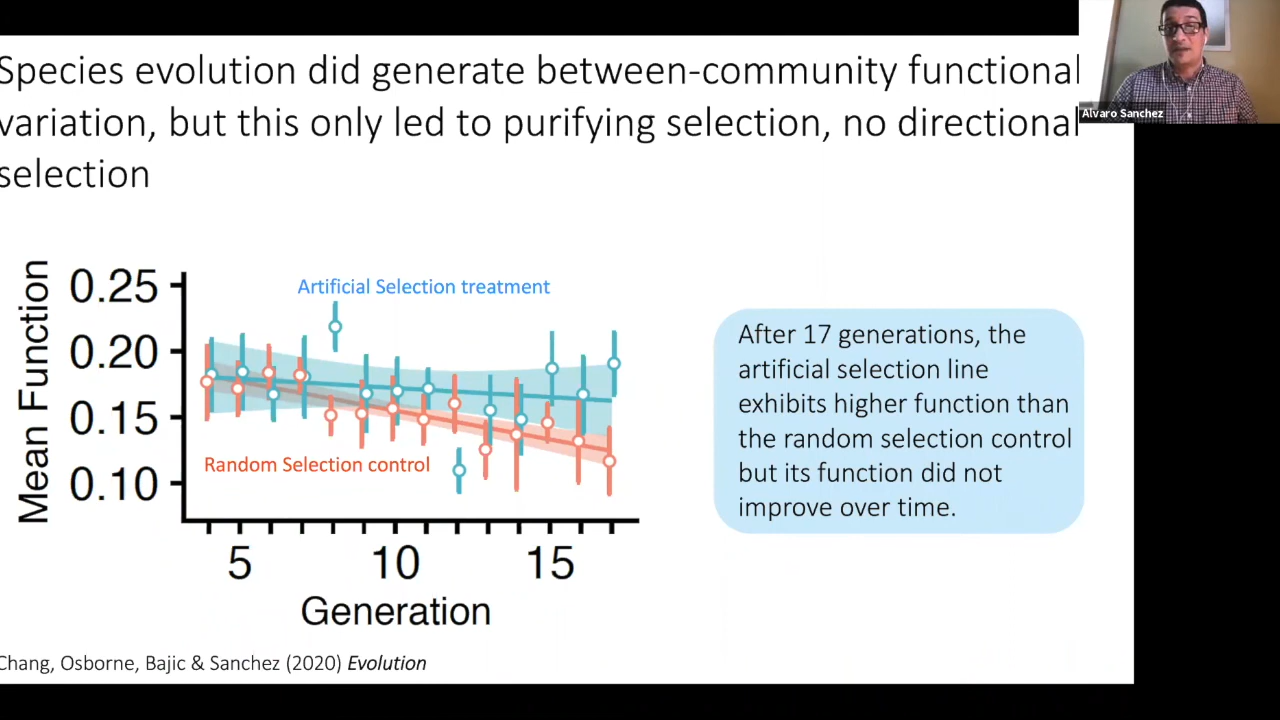 Species evolution did generate between-community functional
variation, but this only led to purifying selection, no directional
selection
Alvaro Sanchez
Artificial Selection treatment
Random Selection control
Mean Function
0.25
0.20
0.15
0.10
5 10 15
Generation
After 17 generations, the
artificial selection line
exhibits higher function than
the random selection control
but its function did not
improve over time.
Chang, Osborne, Bajic & Sanchez (2020) Evolution